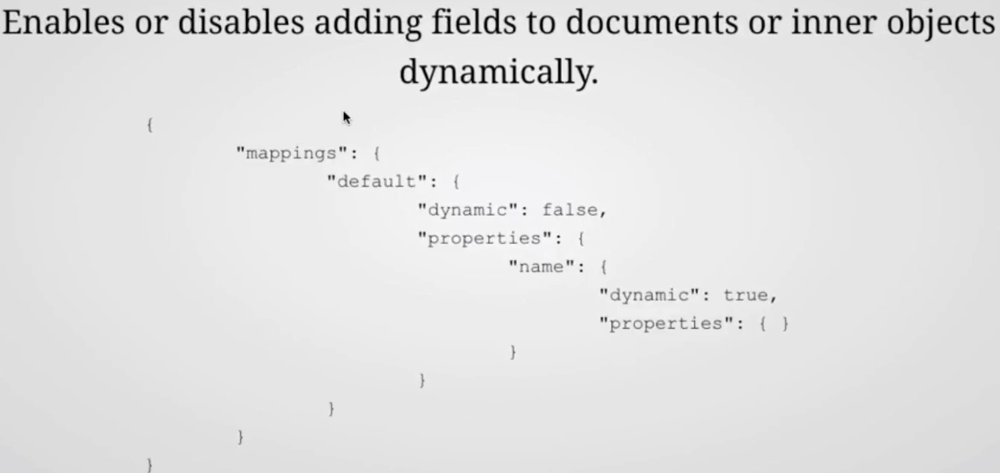 Enables or disables adding fields to documents or inner objects
dynamically.
{
"mappings": {
"default": {
"dynamic": false,
"properties": {
"name": {
"dynamic": true,
"properties": { }
}
}
}
}
}